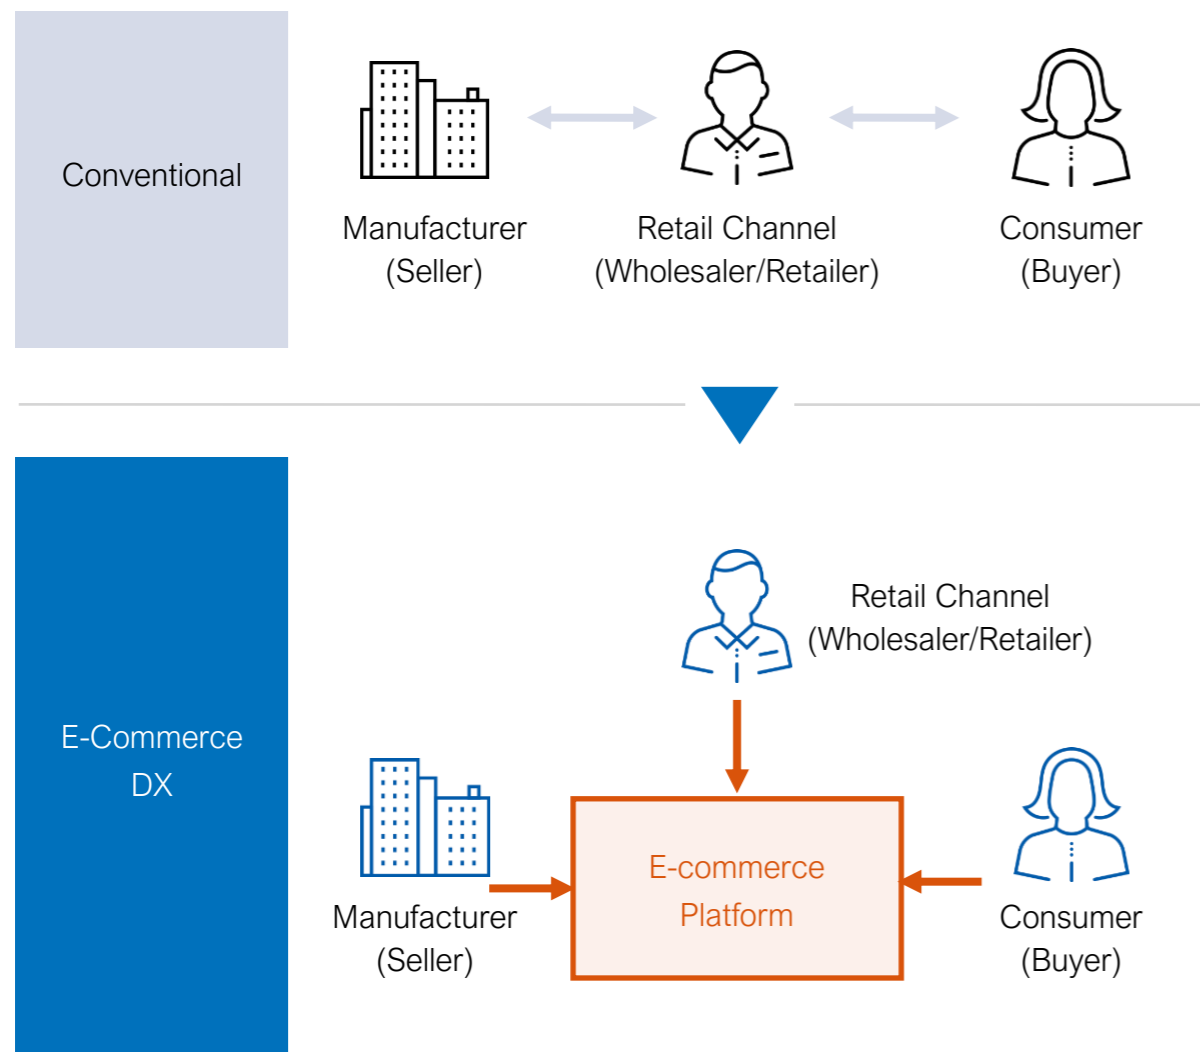 Conventional
Manufacturer
(Seller)
Retail Channel
(Wholesaler/Retailer)
Consumer
(Buyer)
E-Commerce
DX
Retail Channel
(Wholesaler/Retailer)
Manufacturer
(Seller)
E-commerce
Platform
Consumer
(Buyer)